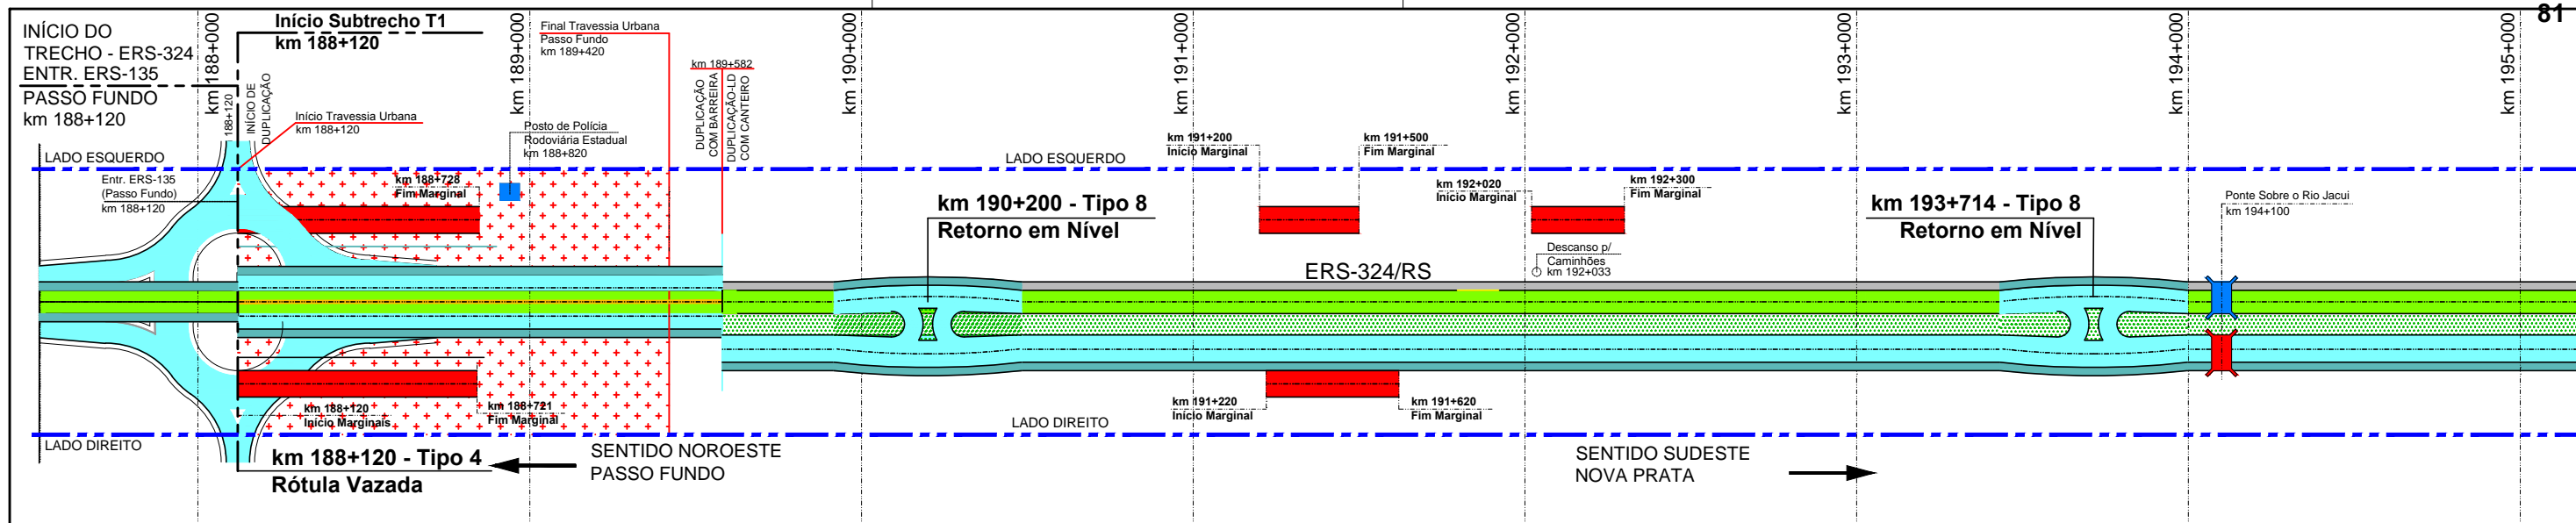 81
INÍCIO DO
TRECHO - ERS-324
ENTR. ERS-135
PASSO FUNDO
km 188+120
km 188+000
Início Subtrecho T1
km 188+120
188+120
INÍCIO DE
DUPLICAÇÃO
Início Travessia Urbana
km 188+120
km 189+000
Final Travessia Urbana
Passo Fundo
km 189+420
Posto de Polícia
Rodoviária Estadual
km 188+820
km 189+582
DUPLICAÇÃO
COM BARREIRA
DUPLICAÇÃO-LD
COM CANTEIRO
km 190+000
km 191+000
km 192+000
km 193+000
km 194+000
km 195+000
LADO ESQUERDO
LADO ESQUERDO
Entr. ERS-135
(Passo Fundo)
km 188+120
km 188+728
Fim Marginal
km 190+200 - Tipo 8
Retorno em Nível
km 191+200
Início Marginal
km 191+500
Fim Marginal
km 192+020
Início Marginal
km 192+300
Fim Marginal
Descanso p/
Caminhões
km 192+033
ERS-324/RS
km 193+714 - Tipo 8
Retorno em Nível
Ponte Sobre o Rio Jacui
km 194+100
km 188+120
Início Marginais
km 188+721
Fim Marginal
km 191+220
Início Marginal
km 191+620
Fim Marginal
LADO DIREITO
LADO DIREITO
km 188+120 - Tipo 4
Rótula Vazada
SENTIDO NOROESTE
PASSO FUNDO
SENTIDO SUDESTE
NOVA PRATA